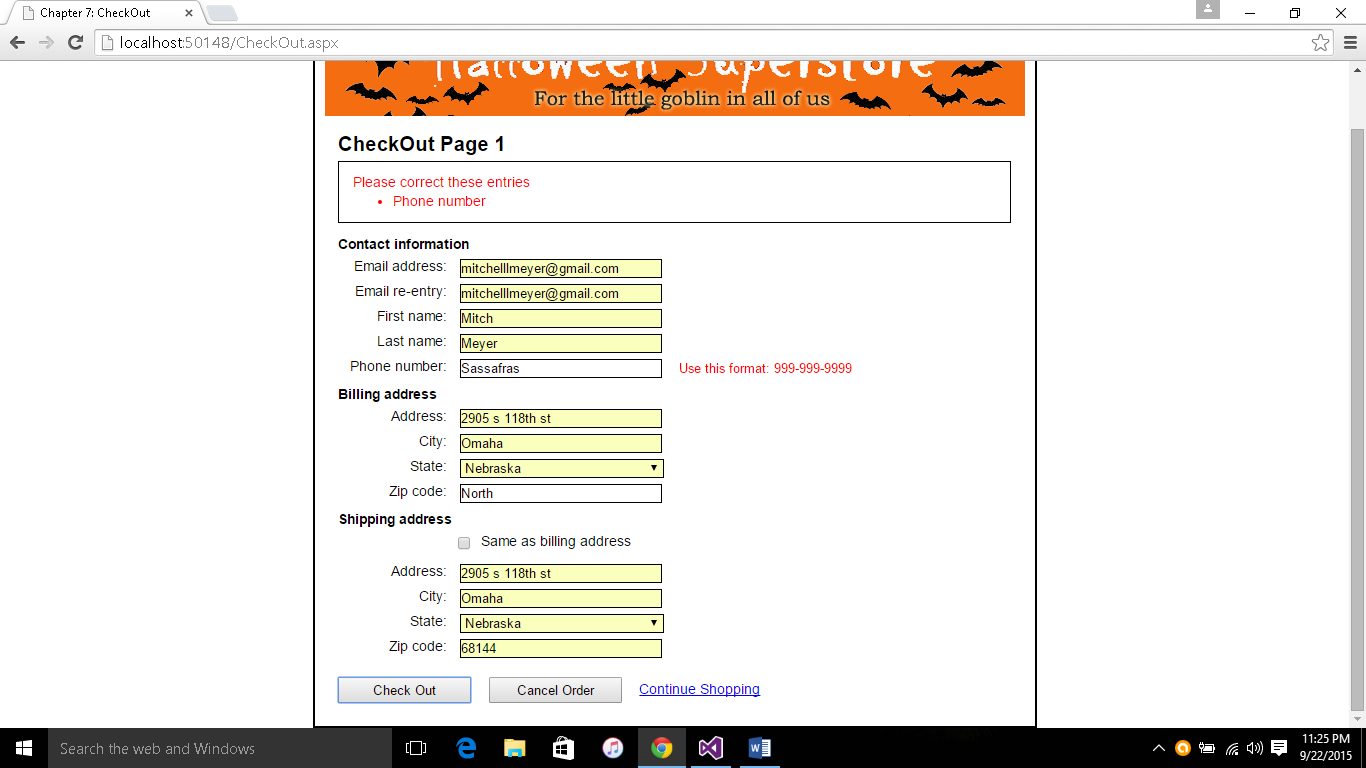 Chapter 7: CheckOut
localhost:50148/CheckOut.aspx
Halloween Superstore
For the little goblin in all of us
CheckOut Page 1
Please correct these entries
• Phone number
Contact information
Email address: mitchelllmeyer@gmail.com
Email re-entry: mitchelllmeyer@gmail.com
First name: Mitch
Last name: Meyer
Phone number: Sassafras Use this format: 999-999-9999
Billing address
Address: 2905 s 118th st
City: Omaha
State: Nebraska
Zip code: North
Shipping address
Same as billing address
Address: 2905 s 118th st
City: Omaha
State: Nebraska
Zip code: 68144
Check Out Cancel Order Continue Shopping
Search the web and Windows
11:25 PM
9/22/2015